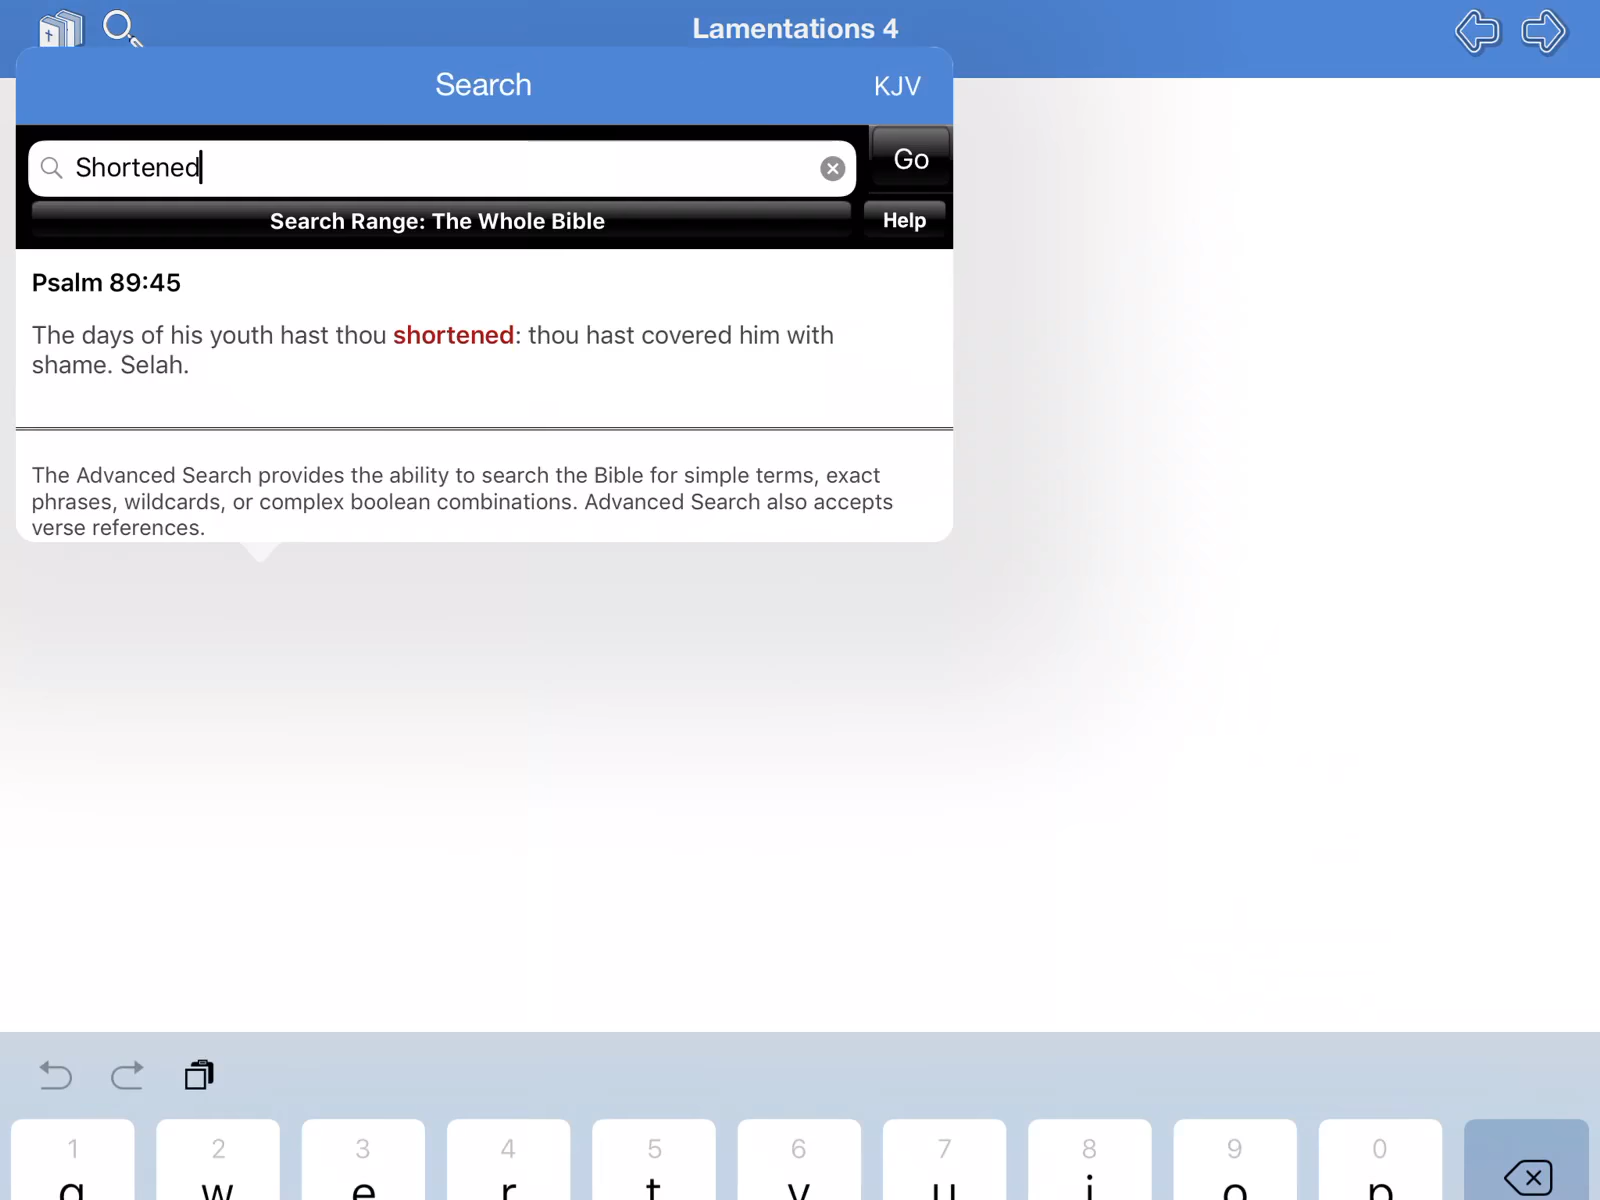 Lamentations 4
Search
KJV
Shortened
Go
Search Range: The Whole Bible
Help
Psalm 89:45
The days of his youth hast thou shortened: thou hast covered him with
shame. Selah.
The Advanced Search provides the ability to search the Bible for simple terms, exact
phrases, wildcards, or complex boolean combinations. Advanced Search also accepts
verse references.
1 2 3 4 5 6 7 8 9 0
q w e r t y u i o p